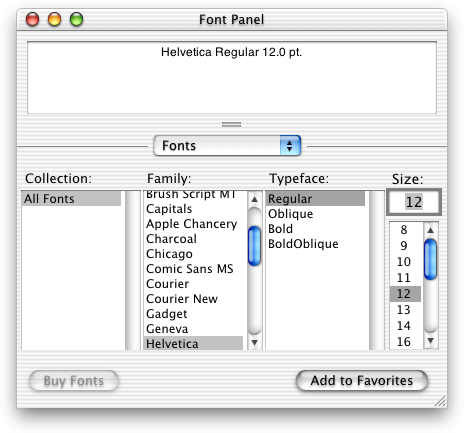 Font Panel
Helvetica Regular 12.0 pt.
Fonts
Collection:
All Fonts
Family:
Brush Script MT
Capitals
Apple Chancery
Charcoal
Chicago
Comic Sans MS
Courier
Courier New
Gadget
Geneva
Helvetica
Typeface:
Regular
Oblique
Bold
BoldOblique
Size:
12
8
9
10
11
12
13
14
16
Buy Fonts
Add to Favorites